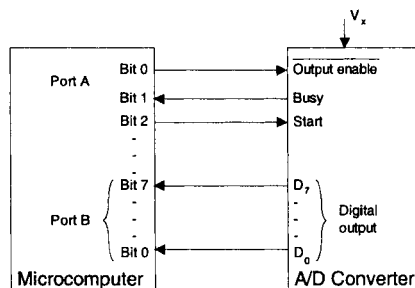 Vx
Bit 0
Output enable
Port A
Bit 1
Busy
Bit 2
Start
Bit 7
D7
Port B
Digital
output
Bit 0
D0
Microcomputer
A/D Converter